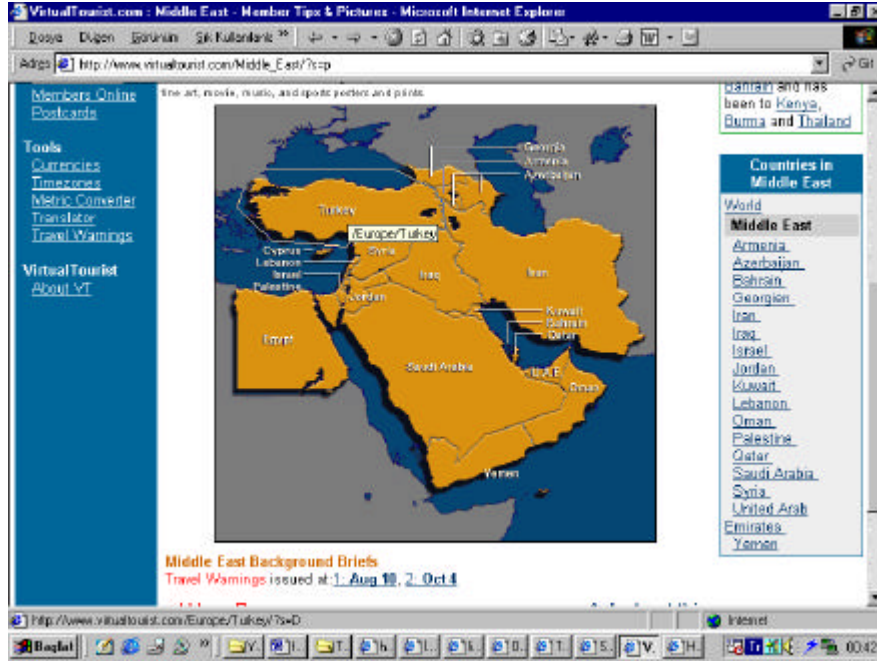 VirtualTourist.com : Middle East - Member Tips & Pictures - Microsoft Internet Explorer
Dosya Düzen Görünüm Sık Kullanılanlar »
Adres http://www.virtualtourist.com/Middle_East/?s=p Git
Members Online
Postcards
Tools
Currencies
Timezones
Metric Converter
Translator
Travel Warnings
VirtualTourist
About VT
fine art, movie, music, and sports posters and prints.
Georgia
Armenia
Azerbaijan
Turkey
/Europe/Turkey
Cyprus
Syria
Lebanon
Israel
Iraq
Iran
Palestine
Jordan
Kuwait
Bahrain
Qatar
Egypt
Saudi Arabia
U.A.E
Oman
Yemen
Middle East Background Briefs
Travel Warnings issued at: 1: Aug 10, 2: Oct 4
Bahrain and has
been to Kenya,
Burma and Thailand
Countries in
Middle East
World
Middle East
Armenia
Azerbaijan
Bahrain
Georgien
Iran
Iraq
Israel
Jordan
Kuwait
Lebanon
Oman
Palestine
Qatar
Saudi Arabia
Syria
United Arab
Emirates
Yemen
http://www.virtualtourist.com/Europe/Turkey/?s=D Internet
Başlat 00:42